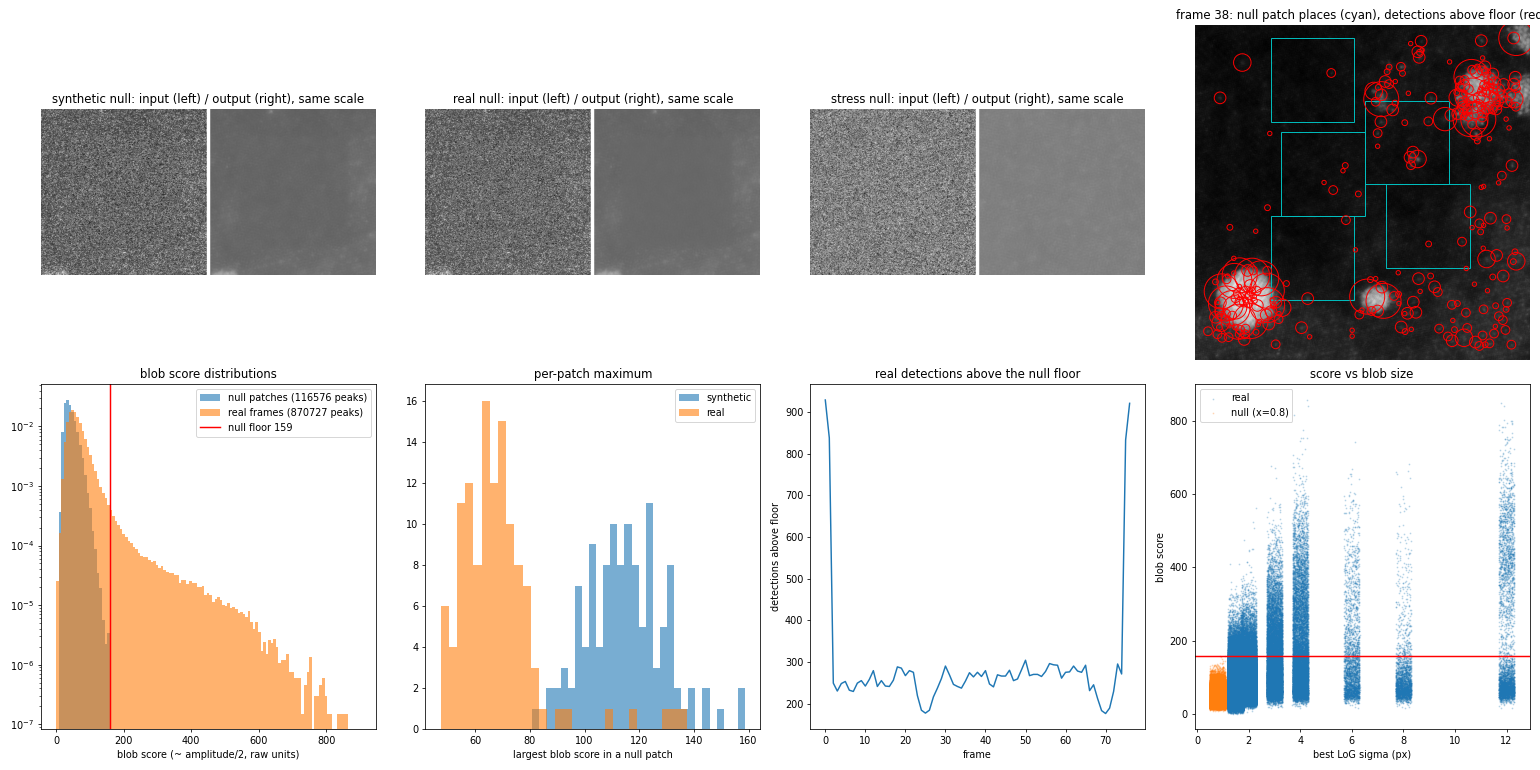 frame 38: null patch places (cyan), detections above floor (red
synthetic null: input (left) / output (right), same scale
real null: input (left) / output (right), same scale
stress null: input (left) / output (right), same scale
blob score distributions
null patches (116576 peaks)
real frames (870727 peaks)
null floor 159
10⁻²
10⁻³
10⁻⁴
10⁻⁵
10⁻⁶
10⁻⁷
0 200 400 600 800
blob score (~ amplitude/2, raw units)
per-patch maximum
synthetic
real
16
14
12
10
8
6
4
2
0
60 80 100 120 140 160
largest blob score in a null patch
real detections above the null floor
detections above floor
900
800
700
600
500
400
300
200
0 10 20 30 40 50 60 70
frame
score vs blob size
real
null (x=0.8)
blob score
800
600
400
200
0
0 2 4 6 8 10 12
best LoG sigma (px)